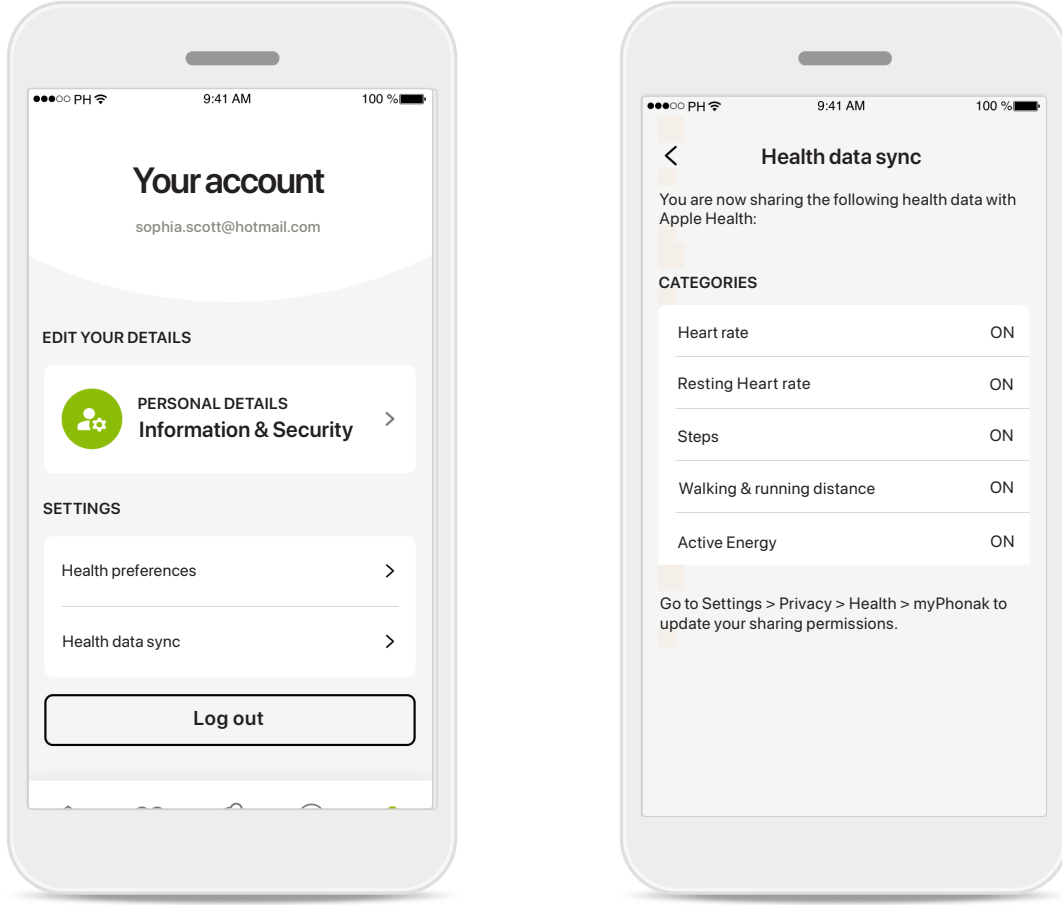 ●●●○○ PH 9:41 AM 100 %
Your account
sophia.scott@hotmail.com
EDIT YOUR DETAILS
PERSONAL DETAILS
Information & Security
SETTINGS
Health preferences
Health data sync
Log out
●●●○○ PH 9:41 AM 100 %
Health data sync
You are now sharing the following health data with
Apple Health:
CATEGORIES
Heart rate ON
Resting Heart rate ON
Steps ON
Walking & running distance ON
Active Energy ON
Go to Settings > Privacy > Health > myPhonak to
update your sharing permissions.